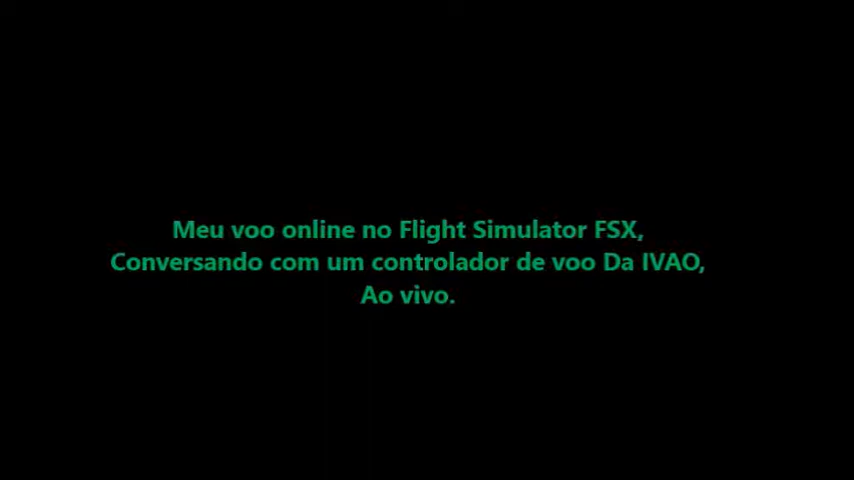 Meu voo online no Flight Simulator FSX,
Conversando com um controlador de voo Da IVAO,
Ao vivo.